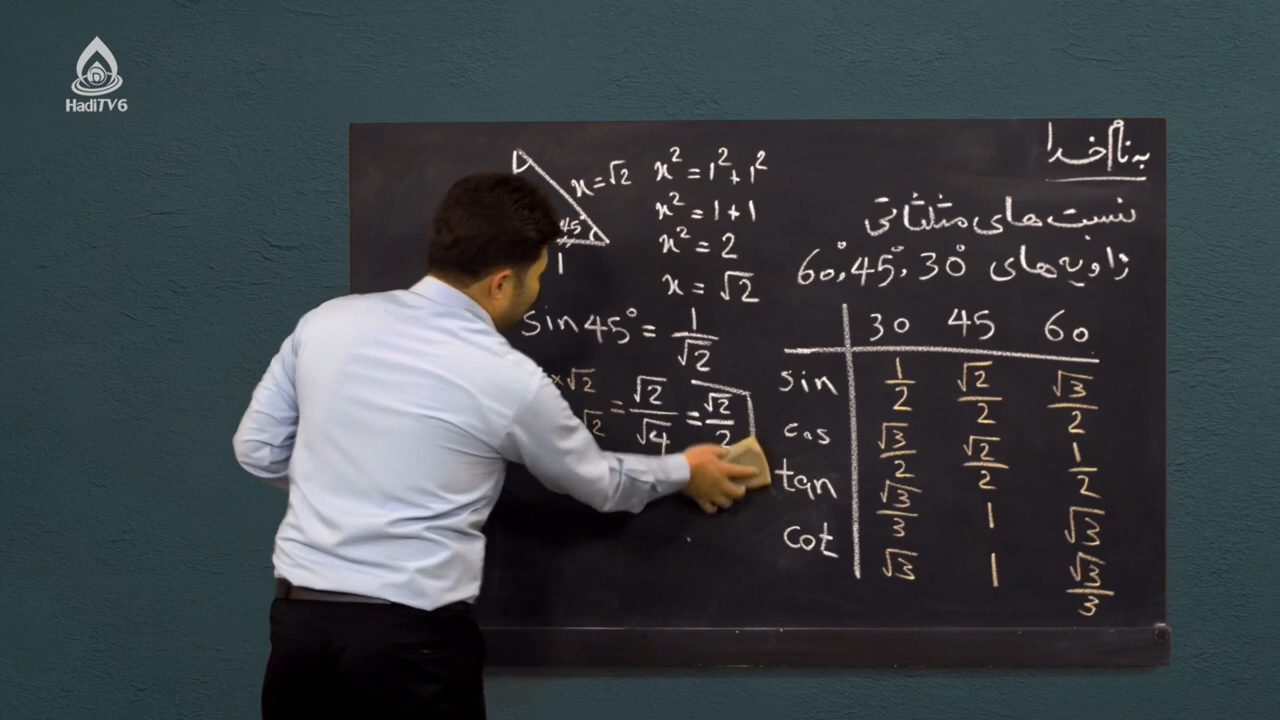 HadiTV6
به نام خدا
نسبت های مثلثاتی
زاویه های 30°، 45°، 60°
x=√2
45
1
x² = 1² + 1²
x² = 1 + 1
x² = 2
x = √2
sin 45° = 1/√2
×√2/√2 = √2/√4 = √2/2
30 45 60
sin 1/2 √2/2 √3/2
cos √3/2 √2/2 1/2
tan √3/3 1 √3
cot √3 1 √3/3